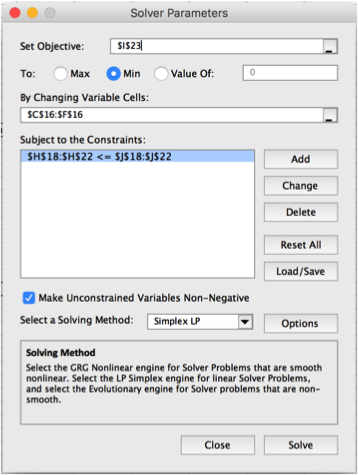 Solver Parameters
Set Objective: $I$23
To: Max Min Value Of: 0
By Changing Variable Cells:
$C$16:$F$16
Subject to the Constraints:
$H$18:$H$22 <= $J$18:$J$22
Add
Change
Delete
Reset All
Load/Save
Make Unconstrained Variables Non-Negative
Select a Solving Method: Simplex LP Options
Solving Method
Select the GRG Nonlinear engine for Solver Problems that are smooth
nonlinear. Select the LP Simplex engine for linear Solver Problems,
and select the Evolutionary engine for Solver problems that are non-
smooth.
Close Solve